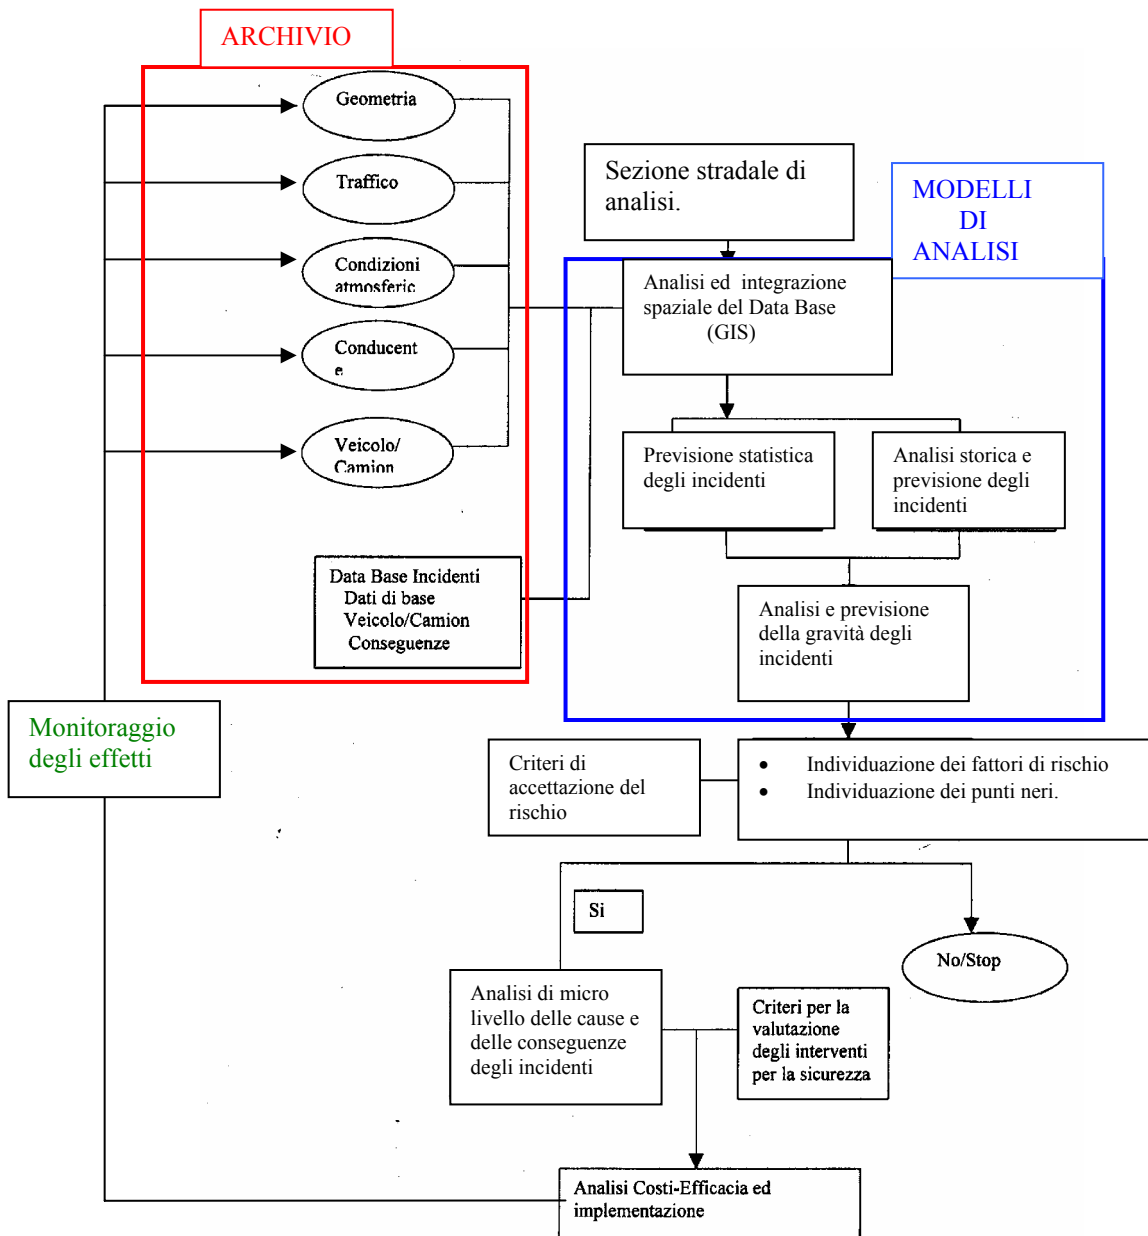 ARCHIVIO
Geometria
Traffico
Condizioni
atmosferic
Conducent
e
Veicolo/
Camion
Data Base Incidenti
Dati di base
Veicolo/Camion
Conseguenze
Sezione stradale di
analisi.
MODELLI
DI
ANALISI
Analisi ed integrazione
spaziale del Data Base
(GIS)
Previsione statistica
degli incidenti
Analisi storica e
previsione degli
incidenti
Analisi e previsione
della gravità degli
incidenti
Monitoraggio
degli effetti
Criteri di
accettazione del
rischio
• Individuazione dei fattori di rischio
• Individuazione dei punti neri.
Si
No/Stop
Analisi di micro
livello delle cause e
delle conseguenze
degli incidenti
Criteri per la
valutazione
degli interventi
per la sicurezza
Analisi Costi-Efficacia ed
implementazione